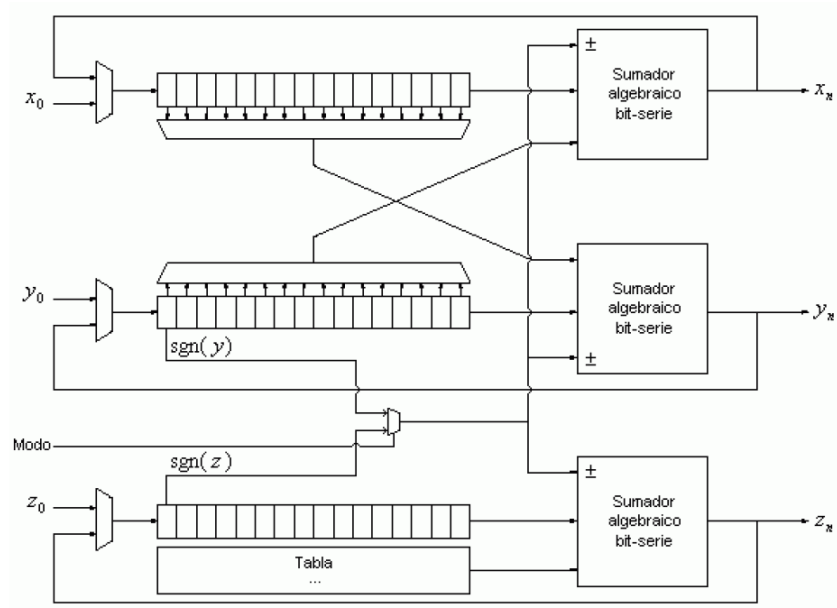 ±
Sumador
algebraico
bit-serie
x₀
xₙ
±
Sumador
algebraico
bit-serie
y₀
yₙ
sgn(y)
Modo
sgn(z)
±
Sumador
algebraico
bit-serie
z₀
zₙ
Tabla
...